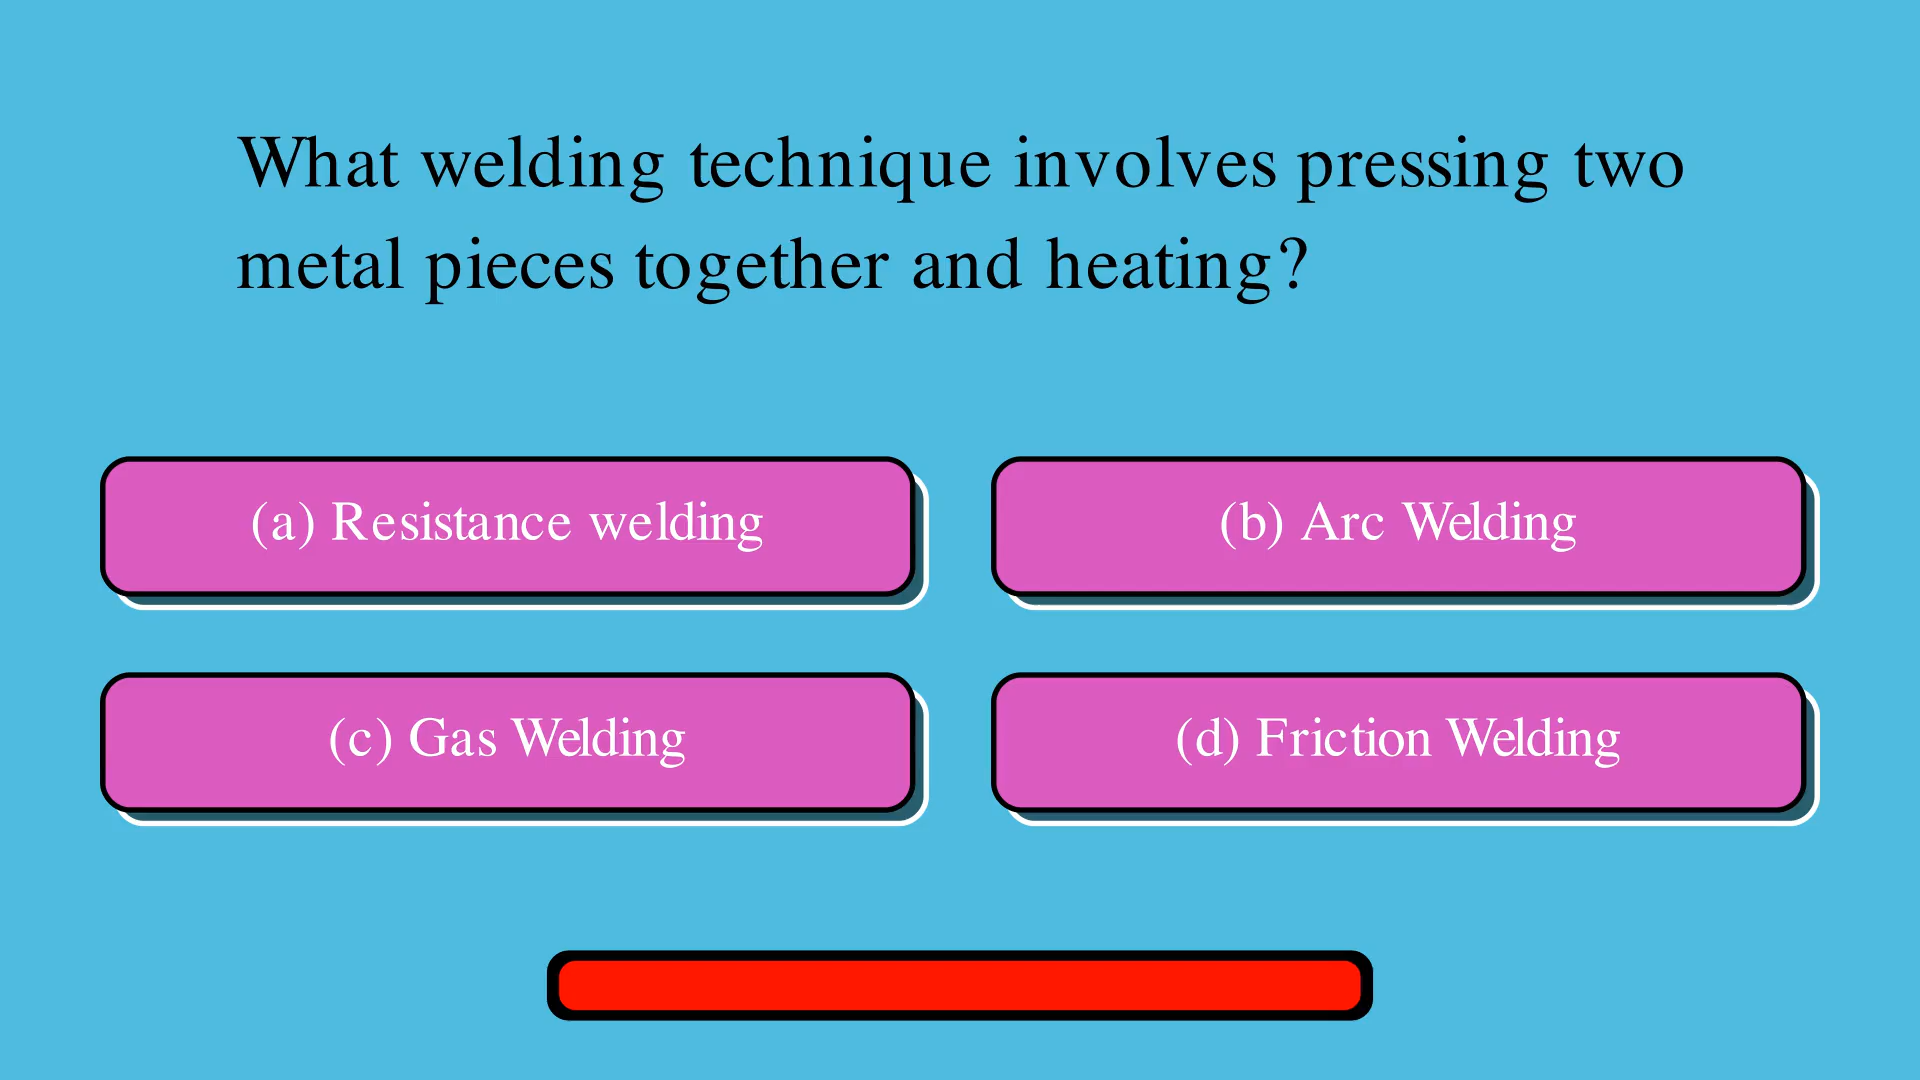 What welding technique involves pressing two
metal pieces together and heating?
(a) Resistance welding
(b) Arc Welding
(c) Gas Welding
(d) Friction Welding